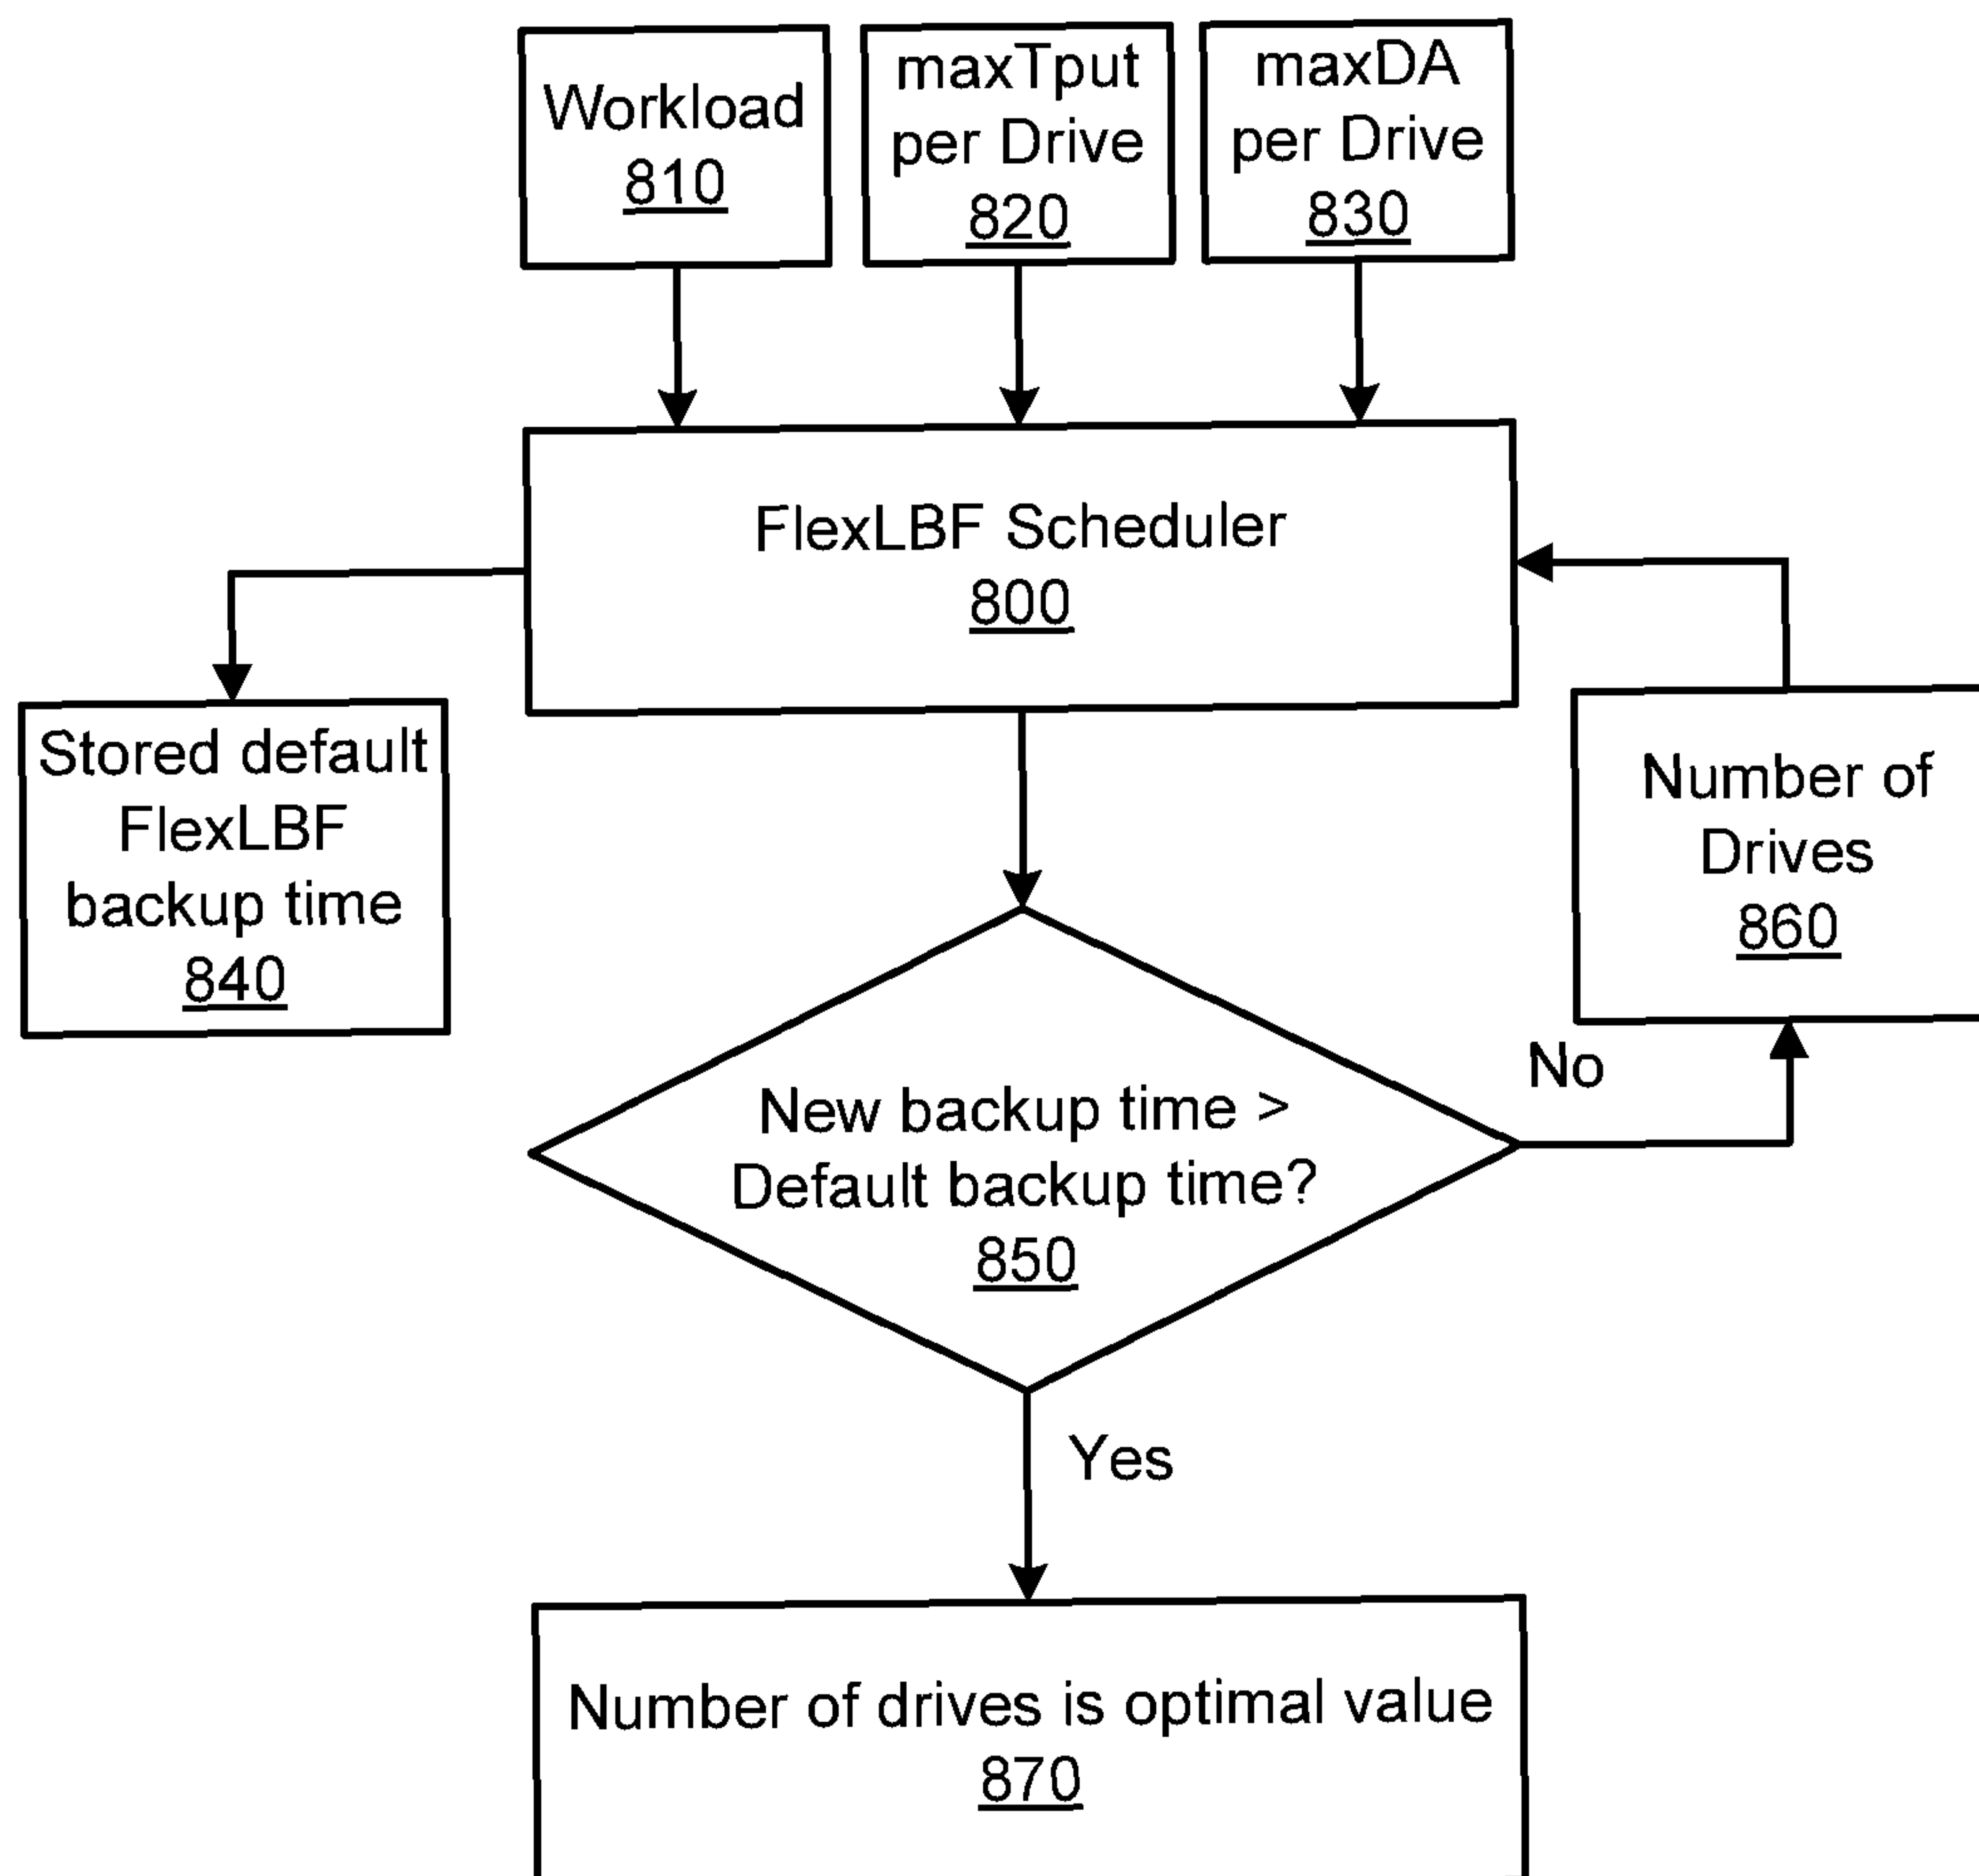 Workload
810
maxTput
per Drive
820
maxDA
per Drive
830
FlexLBF Scheduler
800
Stored default
FlexLBF
backup time
840
Number of
Drives
860
No
New backup time >
Default backup time?
850
Yes
Number of drives is optimal value
870